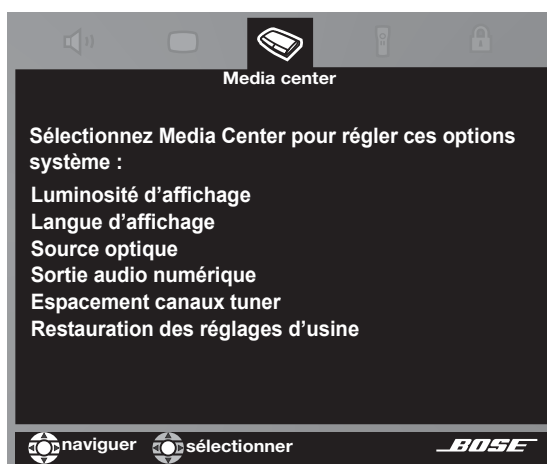 Media center
Sélectionnez Media Center pour régler ces options
système :
Luminosité d’affichage
Langue d’affichage
Source optique
Sortie audio numérique
Espacement canaux tuner
Restauration des réglages d’usine
naviguer sélectionner BOSE